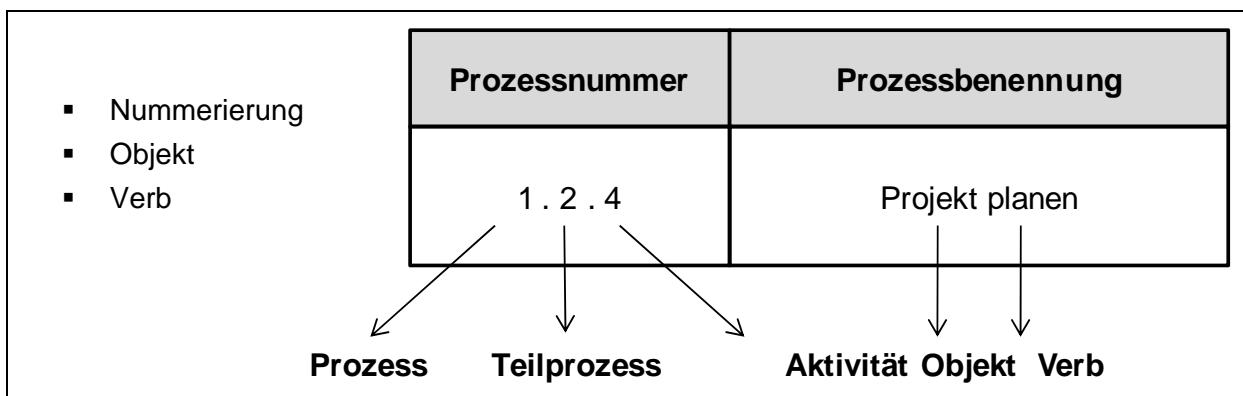 Prozessnummer Prozessbenennung
▪ Nummerierung
▪ Objekt
▪ Verb
1 . 2 . 4 Projekt planen
Prozess Teilprozess Aktivität Objekt Verb